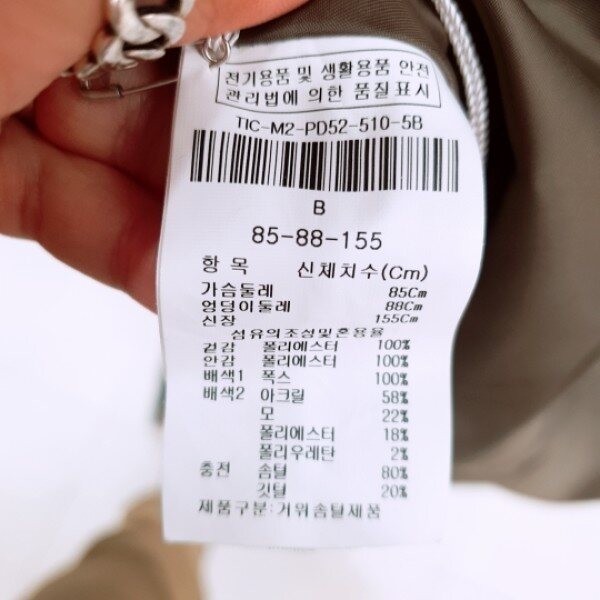 전기용품 및 생활용품 안전
관리법에 의한 품질표시
TIC-M2-PD52-510-5B
B
85-88-155
항 목 신체치수(Cm)
가슴둘레 85Cm
엉덩이둘레 88Cm
신장 155Cm
섬유의조성및혼용율
겉감 폴리에스터 100%
안감 폴리에스터 100%
배색1 폭스 100%
배색2 아크릴 58%
모 22%
폴리에스터 18%
폴리우레탄 2%
충전 솜털 80%
깃털 20%
제품구분:거위솜털제품